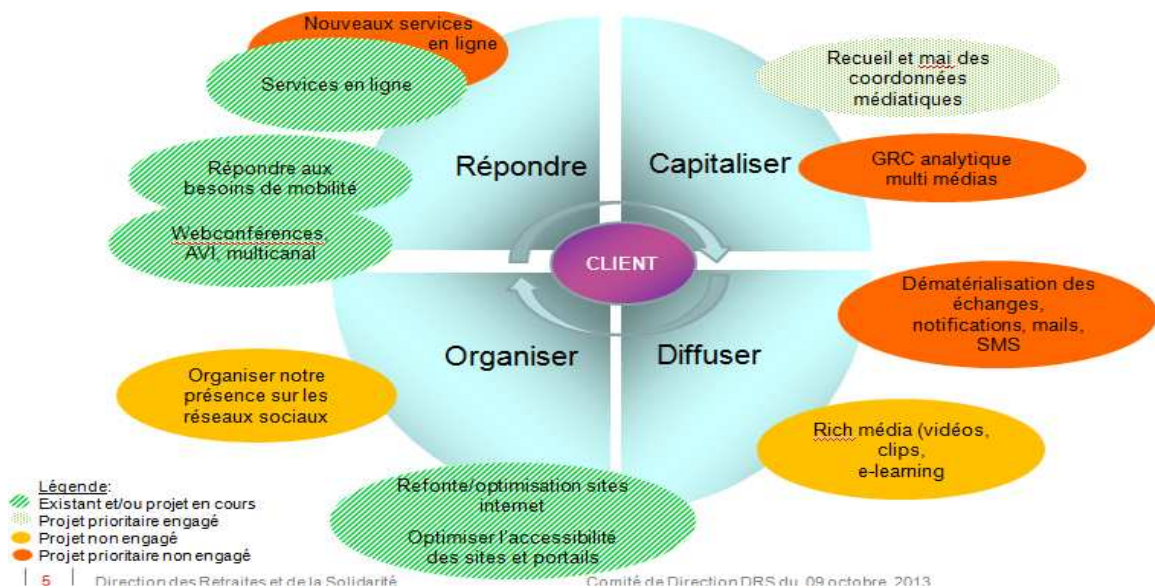 Nouveaux services
en ligne
Services en ligne
Répondre aux
besoins de mobilité
Webconférences,
AVI, multicanal
Répondre
Capitaliser
Recueil et mai des
coordonnées
médiatiques
GRC analytique
multi médias
CLIENT
Organiser
Diffuser
Dématérialisation des
échanges,
notifications, mails,
SMS
Organiser notre
présence sur les
réseaux sociaux
Rich média (vidéos,
clips,
e-learning
Refonte/optimisation sites
internet
Optimiser l'accessibilité
des sites et portails
Légende:
Existant et/ou projet en cours
Projet prioritaire engagé
Projet non engagé
Projet prioritaire non engagé
5 Direction des Retraites et de la Solidarité Comité de Direction DRS du 09 octobre 2013